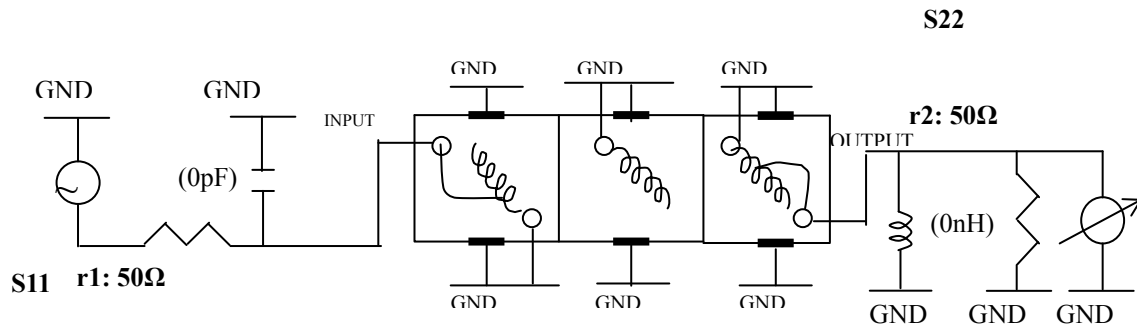 S22
GND
GND
GND
GND
GND
r2: 50Ω
INPUT
OUTPUT
(0pF)
(0nH)
S11
r1: 50Ω
GND
GND
GND
GND
GND
GND